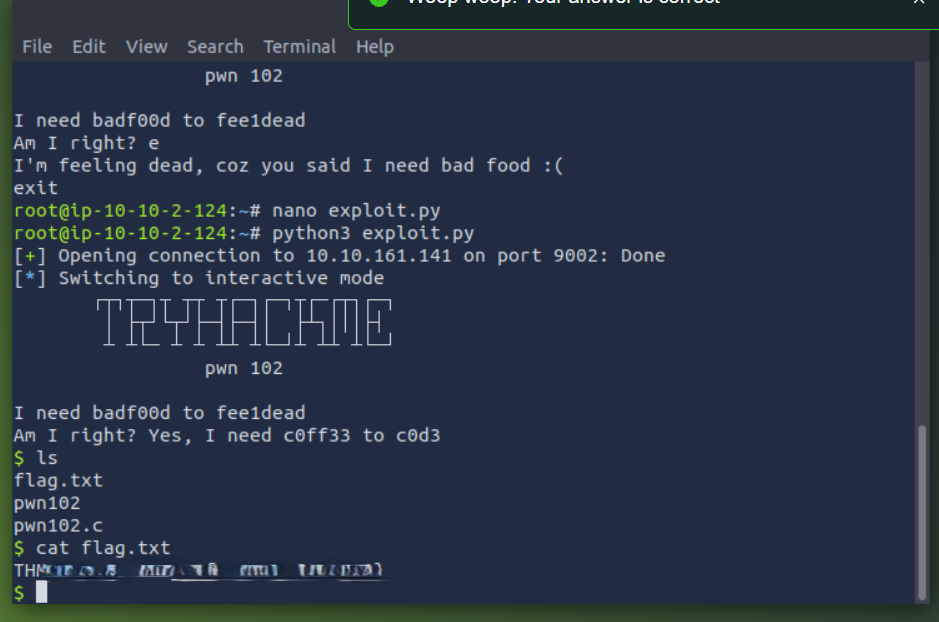 Woop woop! Your answer is correct
File Edit View Search Terminal Help
pwn 102
I need badf00d to fee1dead
Am I right? e
I'm feeling dead, coz you said I need bad food :(
exit
root@ip-10-10-2-124:~# nano exploit.py
root@ip-10-10-2-124:~# python3 exploit.py
[+] Opening connection to 10.10.161.141 on port 9002: Done
[*] Switching to interactive mode
TRYHACKME
pwn 102
I need badf00d to fee1dead
Am I right? Yes, I need c0ff33 to c0d3
$ ls
flag.txt
pwn102
pwn102.c
$ cat flag.txt
THM
$